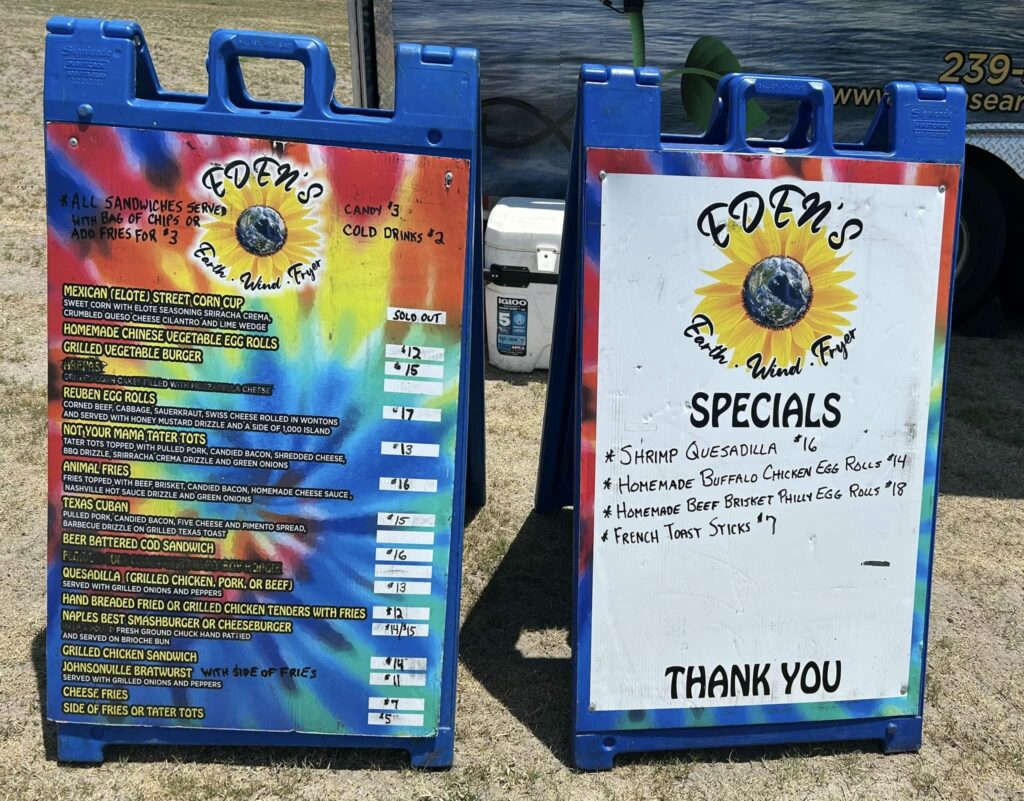 EDEN'S
Earth . Wind . Fryer
*ALL SANDWICHES SERVED
WITH BAG OF CHIPS OR
ADD FRIES FOR $3
CANDY $3
COLD DRINKS $2
MEXICAN (ELOTE) STREET CORN CUP
SWEET CORN WITH ELOTE SEASONING SRIRACHA CREMA,
CRUMBLED QUESO CHEESE CILANTRO AND LIME WEDGE
SOLD OUT
HOMEMADE CHINESE VEGETABLE EGG ROLLS $12
GRILLED VEGETABLE BURGER $15
CAKES FILLED WITH MOZZARELLA CHEESE
REUBEN EGG ROLLS $17
CORNED BEEF, CABBAGE, SAUERKRAUT, SWISS CHEESE ROLLED IN WONTONS
AND SERVED WITH HONEY MUSTARD DRIZZLE AND A SIDE OF 1,000 ISLAND
NOT YOUR MAMA TATER TOTS $13
TATER TOTS TOPPED WITH PULLED PORK, CANDIED BACON, SHREDDED CHEESE,
BBQ DRIZZLE, SRIRRACHA CREMA DRIZZLE AND GREEN ONIONS
ANIMAL FRIES $16
FRIES TOPPED WITH BEEF BRISKET, CANDIED BACON, HOMEMADE CHEESE SAUCE,
NASHVILLE HOT SAUCE DRIZZLE AND GREEN ONIONS
TEXAS CUBAN $15
PULLED PORK, CANDIED BACON, FIVE CHEESE AND PIMENTO SPREAD,
BARBECUE DRIZZLE ON GRILLED TEXAS TOAST
BEER BATTERED COD SANDWICH $16
QUESADILLA (GRILLED CHICKEN, PORK, OR BEEF) $13
SERVED WITH GRILLED ONIONS AND PEPPERS
HAND BREADED FRIED OR GRILLED CHICKEN TENDERS WITH FRIES $12
NAPLES BEST SMASHBURGER OR CHEESEBURGER $14/$15
FRESH GROUND CHUCK HAND PATTIED
AND SERVED ON BRIOCHE BUN
GRILLED CHICKEN SANDWICH $14
JOHNSONVILLE BRATWURST WITH SIDE OF FRIES $11
SERVED WITH GRILLED ONIONS AND PEPPERS
CHEESE FRIES $7
SIDE OF FRIES OR TATER TOTS $5
IGLOO
5
239-
www.
EDEN'S
Earth . Wind . Fryer
SPECIALS
* SHRIMP QUESADILLA $16
* HOMEMADE BUFFALO CHICKEN EGG ROLLS $14
* HOMEMADE BEEF BRISKET PHILLY EGG ROLLS $18
* FRENCH TOAST STICKS $7
THANK YOU